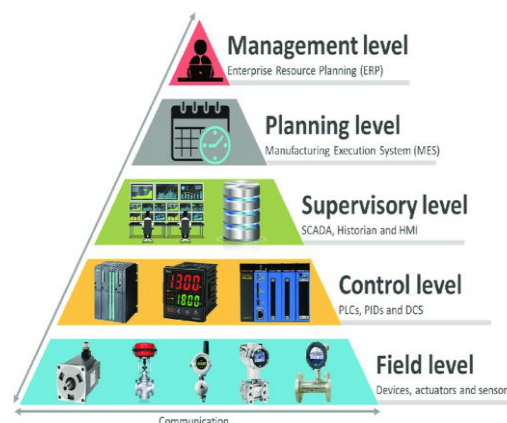 Management level
Enterprise Resource Planning (ERP)
Planning level
Manufacturing Execution System (MES)
Supervisory level
SCADA, Historian and HMI
1300
1800
Control level
PLCs, PIDs and DCS
Field level
Devices, actuators and sensor
Communication